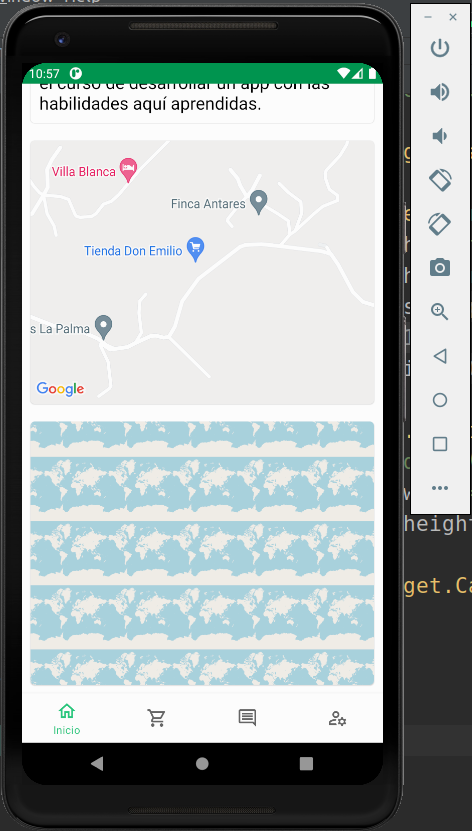 Window Help
10:57
el curso de desarrollar un app con las
habilidades aquí aprendidas.
Villa Blanca
Finca Antares
Tienda Don Emilio
s La Palma
Google
height
get.Ca
Inicio